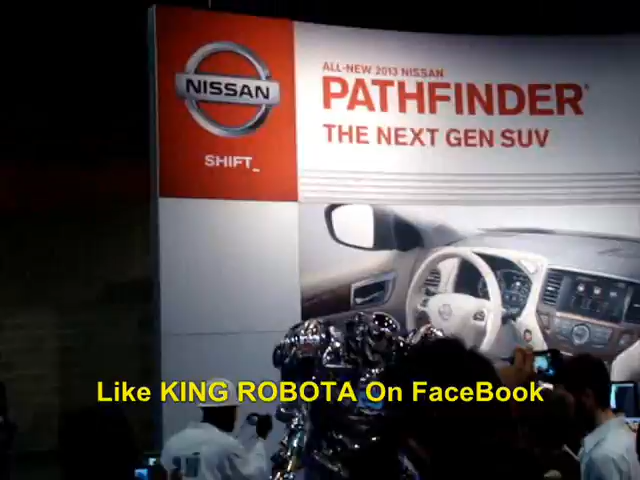 NISSAN
SHIFT_
ALL-NEW 2013 NISSAN
PATHFINDER
THE NEXT GEN SUV
Like KING ROBOTA On FaceBook